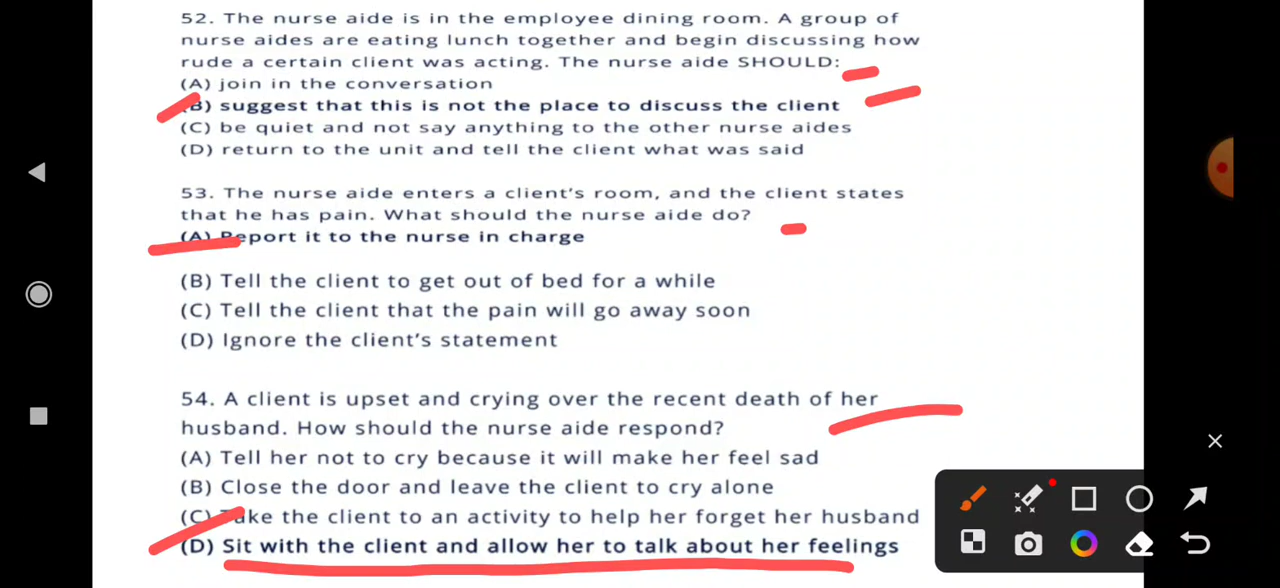 52. The nurse aide is in the employee dining room. A group of
nurse aides are eating lunch together and begin discussing how
rude a certain client was acting. The nurse aide SHOULD:
(A) join in the conversation
(B) suggest that this is not the place to discuss the client
(C) be quiet and not say anything to the other nurse aides
(D) return to the unit and tell the client what was said
53. The nurse aide enters a client's room, and the client states
that he has pain. What should the nurse aide do?
(A) Report it to the nurse in charge
(B) Tell the client to get out of bed for a while
(C) Tell the client that the pain will go away soon
(D) Ignore the client's statement
54. A client is upset and crying over the recent death of her
husband. How should the nurse aide respond?
(A) Tell her not to cry because it will make her feel sad
(B) Close the door and leave the client to cry alone
(C) Take the client to an activity to help her forget her husband
(D) Sit with the client and allow her to talk about her feelings